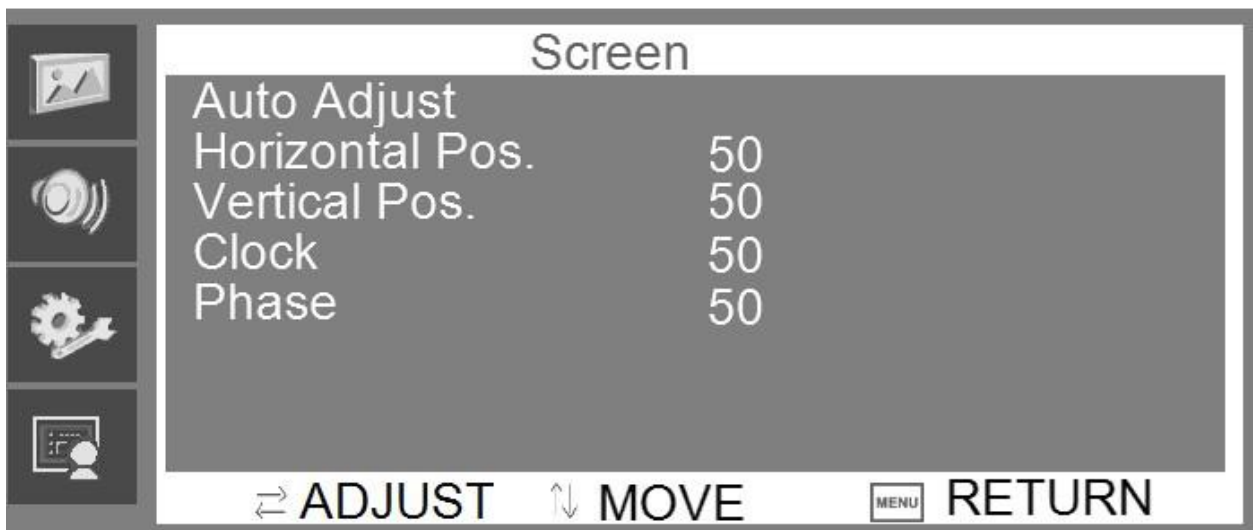 Screen
Auto Adjust
Horizontal Pos. 50
Vertical Pos. 50
Clock 50
Phase 50
ADJUST MOVE MENU RETURN